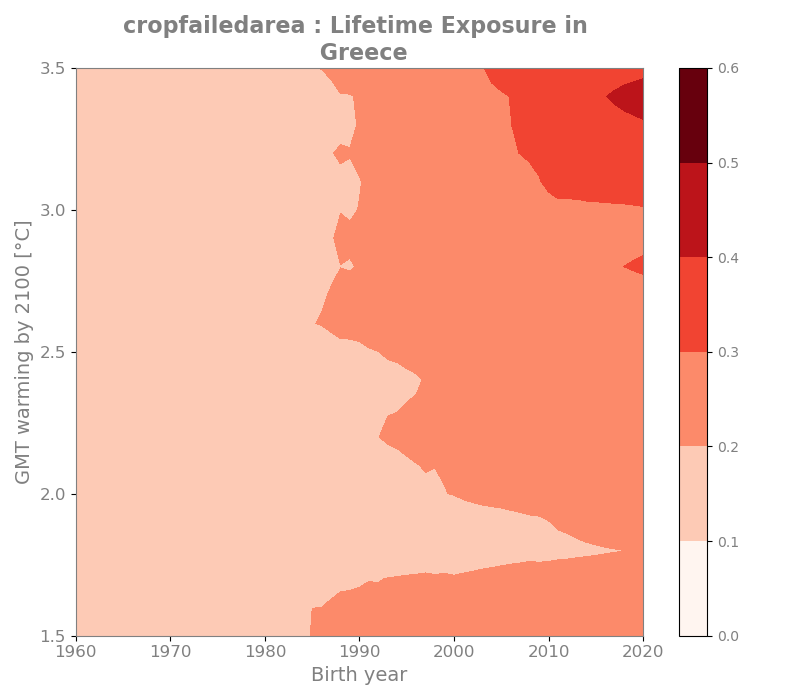 cropfailedarea : Lifetime Exposure in
Greece
GMT warming by 2100 [°C]
3.5
3.0
2.5
2.0
1.5
1960 1970 1980 1990 2000 2010 2020
Birth year
0.6
0.5
0.4
0.3
0.2
0.1
0.0